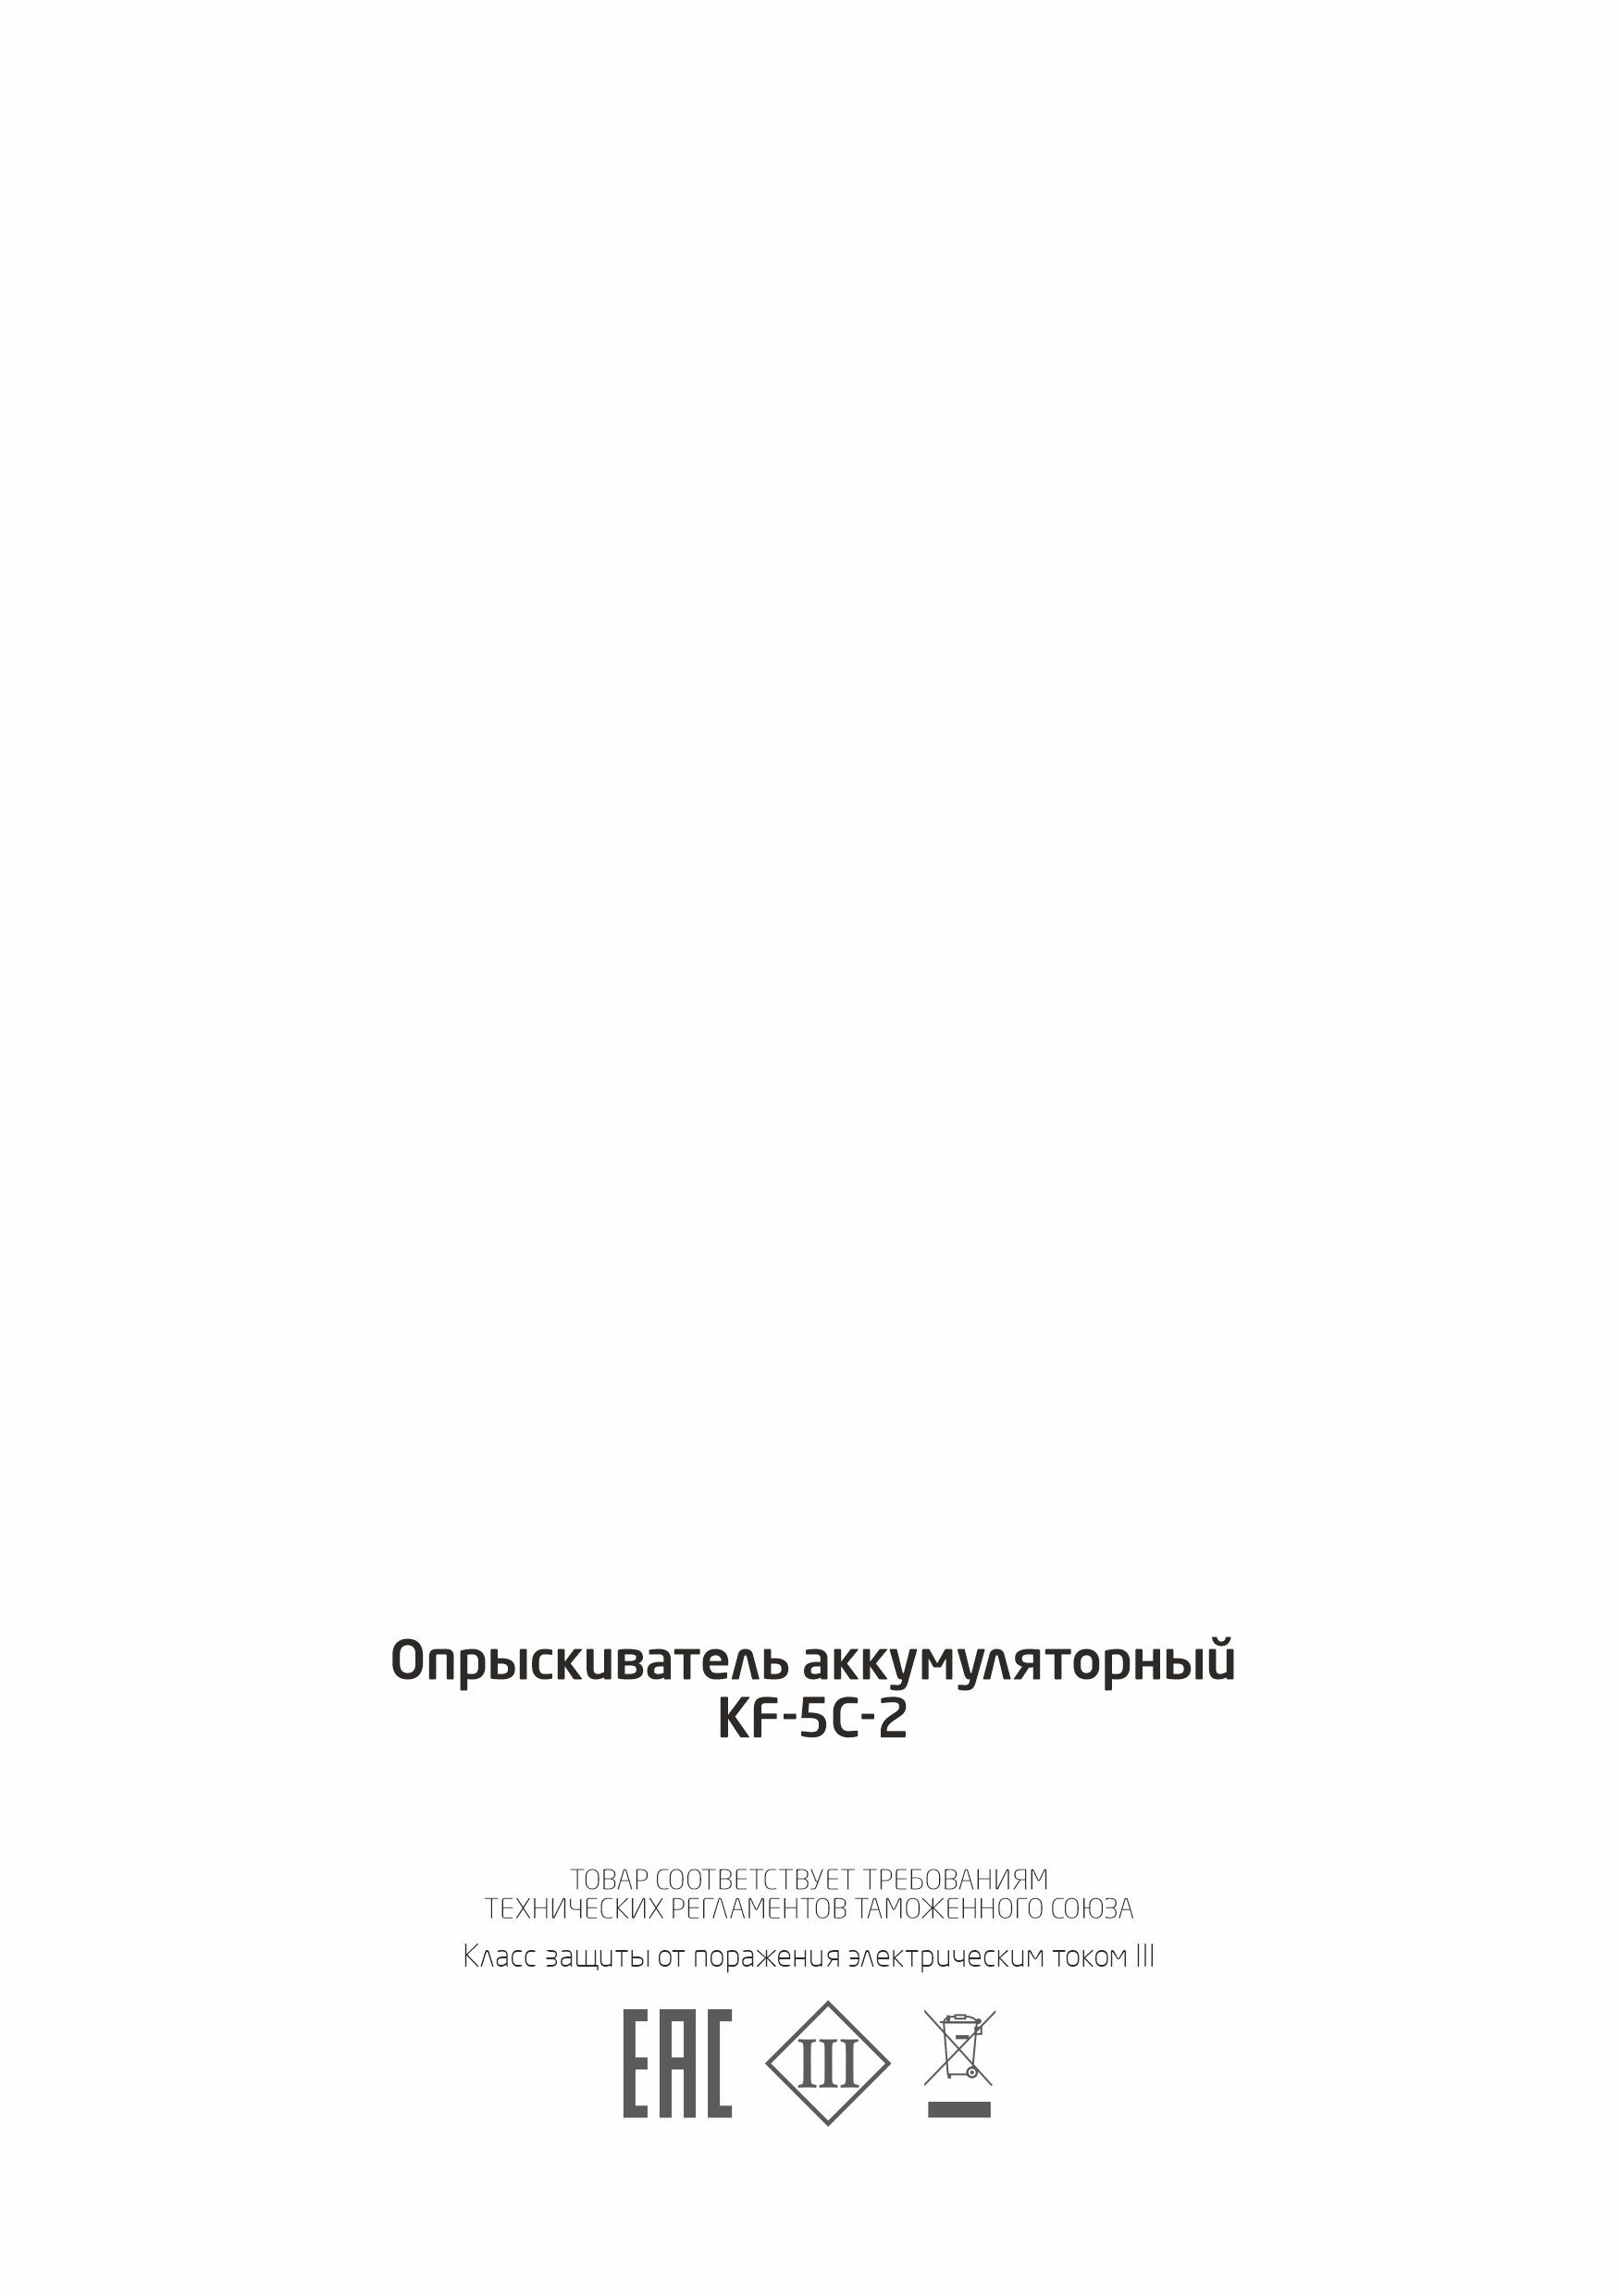 Опрыскиватель аккумуляторный
KF-5C-2
ТОВАР СООТВЕТСТВУЕТ ТРЕБОВАНИЯМ
ТЕХНИЧЕСКИХ РЕГЛАМЕНТОВ ТАМОЖЕННОГО СОЮЗА
Класс защиты от поражения электрическим током III
EAC III